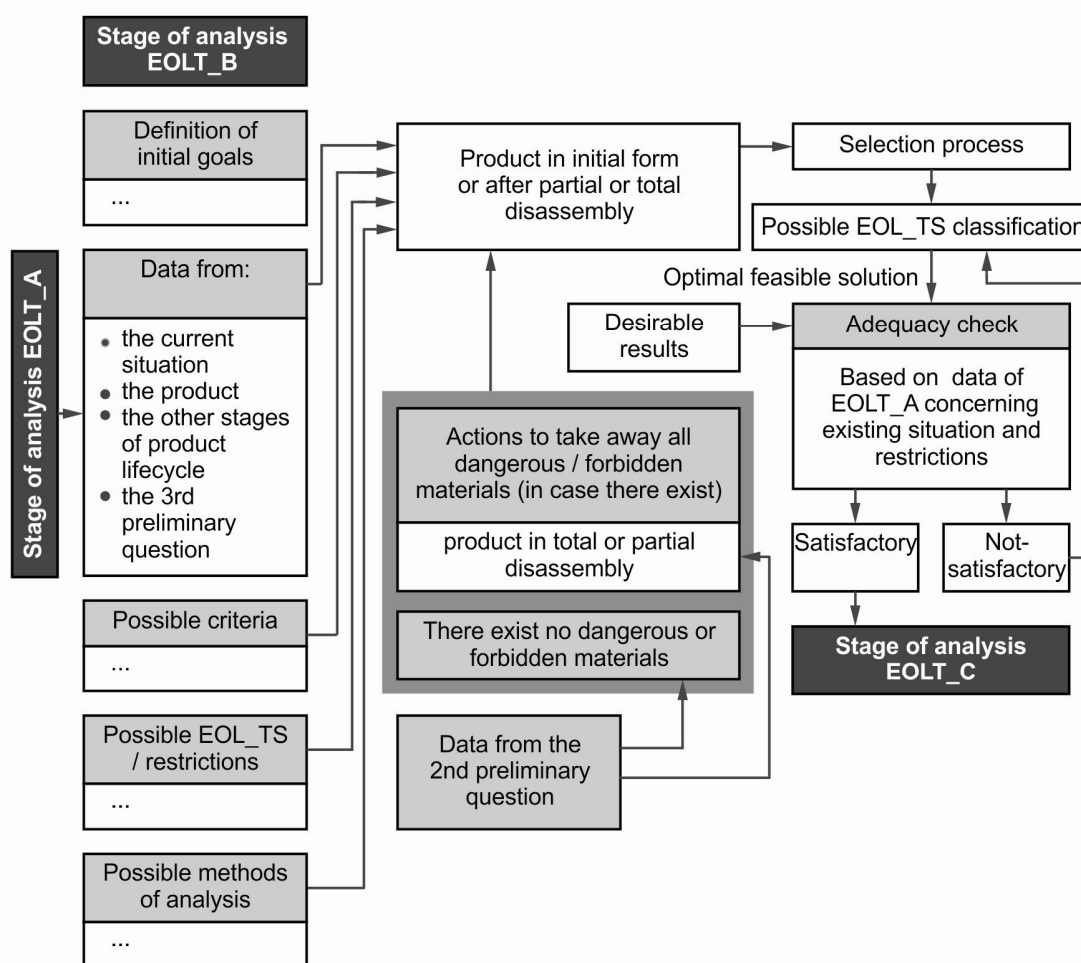 Stage of analysis
EOLT_B
Definition of
initial goals
...
Stage of analysis EOLT_A
Data from:
• the current
situation
• the product
• the other stages
of product
lifecycle
• the 3rd
preliminary
question
Possible criteria
...
Possible EOL_TS
/ restrictions
...
Possible methods
of analysis
...
Product in initial form
or after partial or total
disassembly
Actions to take away all
dangerous / forbidden
materials (in case there exist)
product in total or partial
disassembly
There exist no dangerous or
forbidden materials
Data from the
2nd preliminary
question
Selection process
Possible EOL_TS classification
Optimal feasible solution
Desirable
results
Adequacy check
Based on data of
EOLT_A concerning
existing situation and
restrictions
Satisfactory
Not-
satisfactory
Stage of analysis
EOLT_C